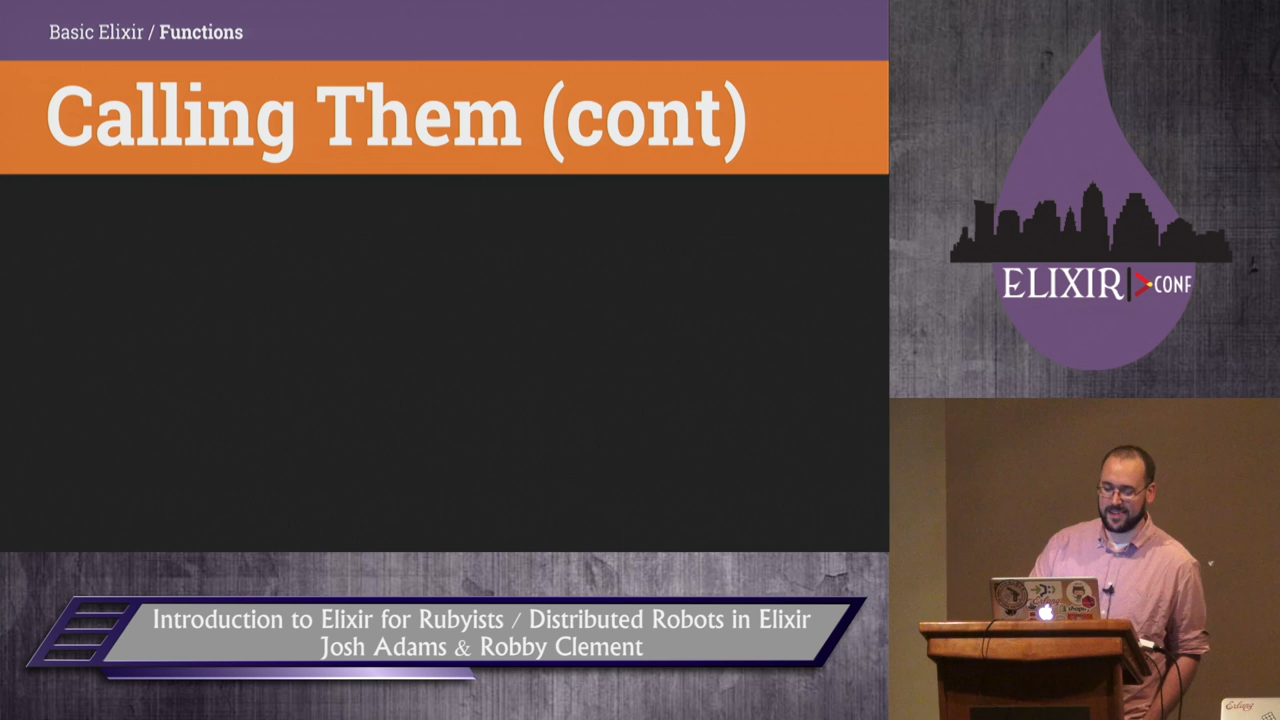 Basic Elixir / Functions
Calling Them (cont)
ELIXIR|>CONF
Introduction to Elixir for Rubyists / Distributed Robots in Elixir
Josh Adams & Robby Clement